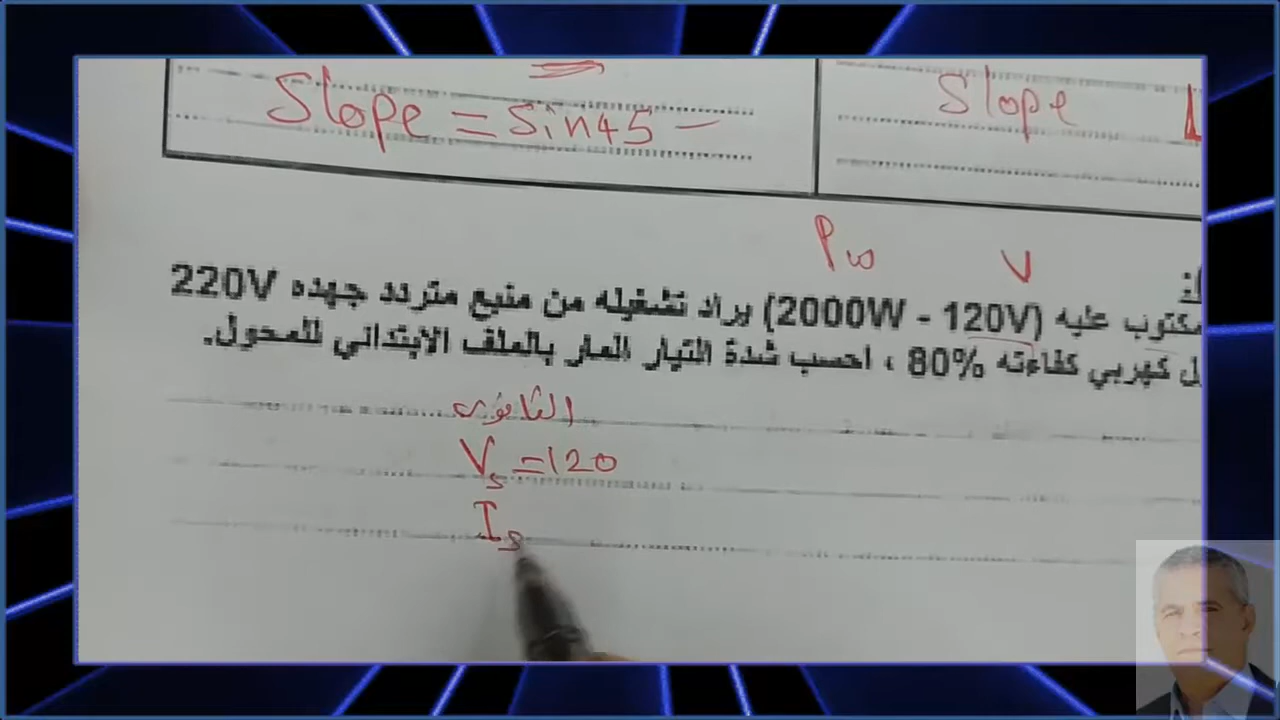 Slope = sin45 –
Slope
Pw
V
مكتوب عليه (2000W - 120V) يراد تشغيله من منبع متردد جهده 220V
كهربي كفاءته %80 ، احسب شدة التيار المار بالملف الابتدائي للمحول.
الثانوى
Vs = 120
Is